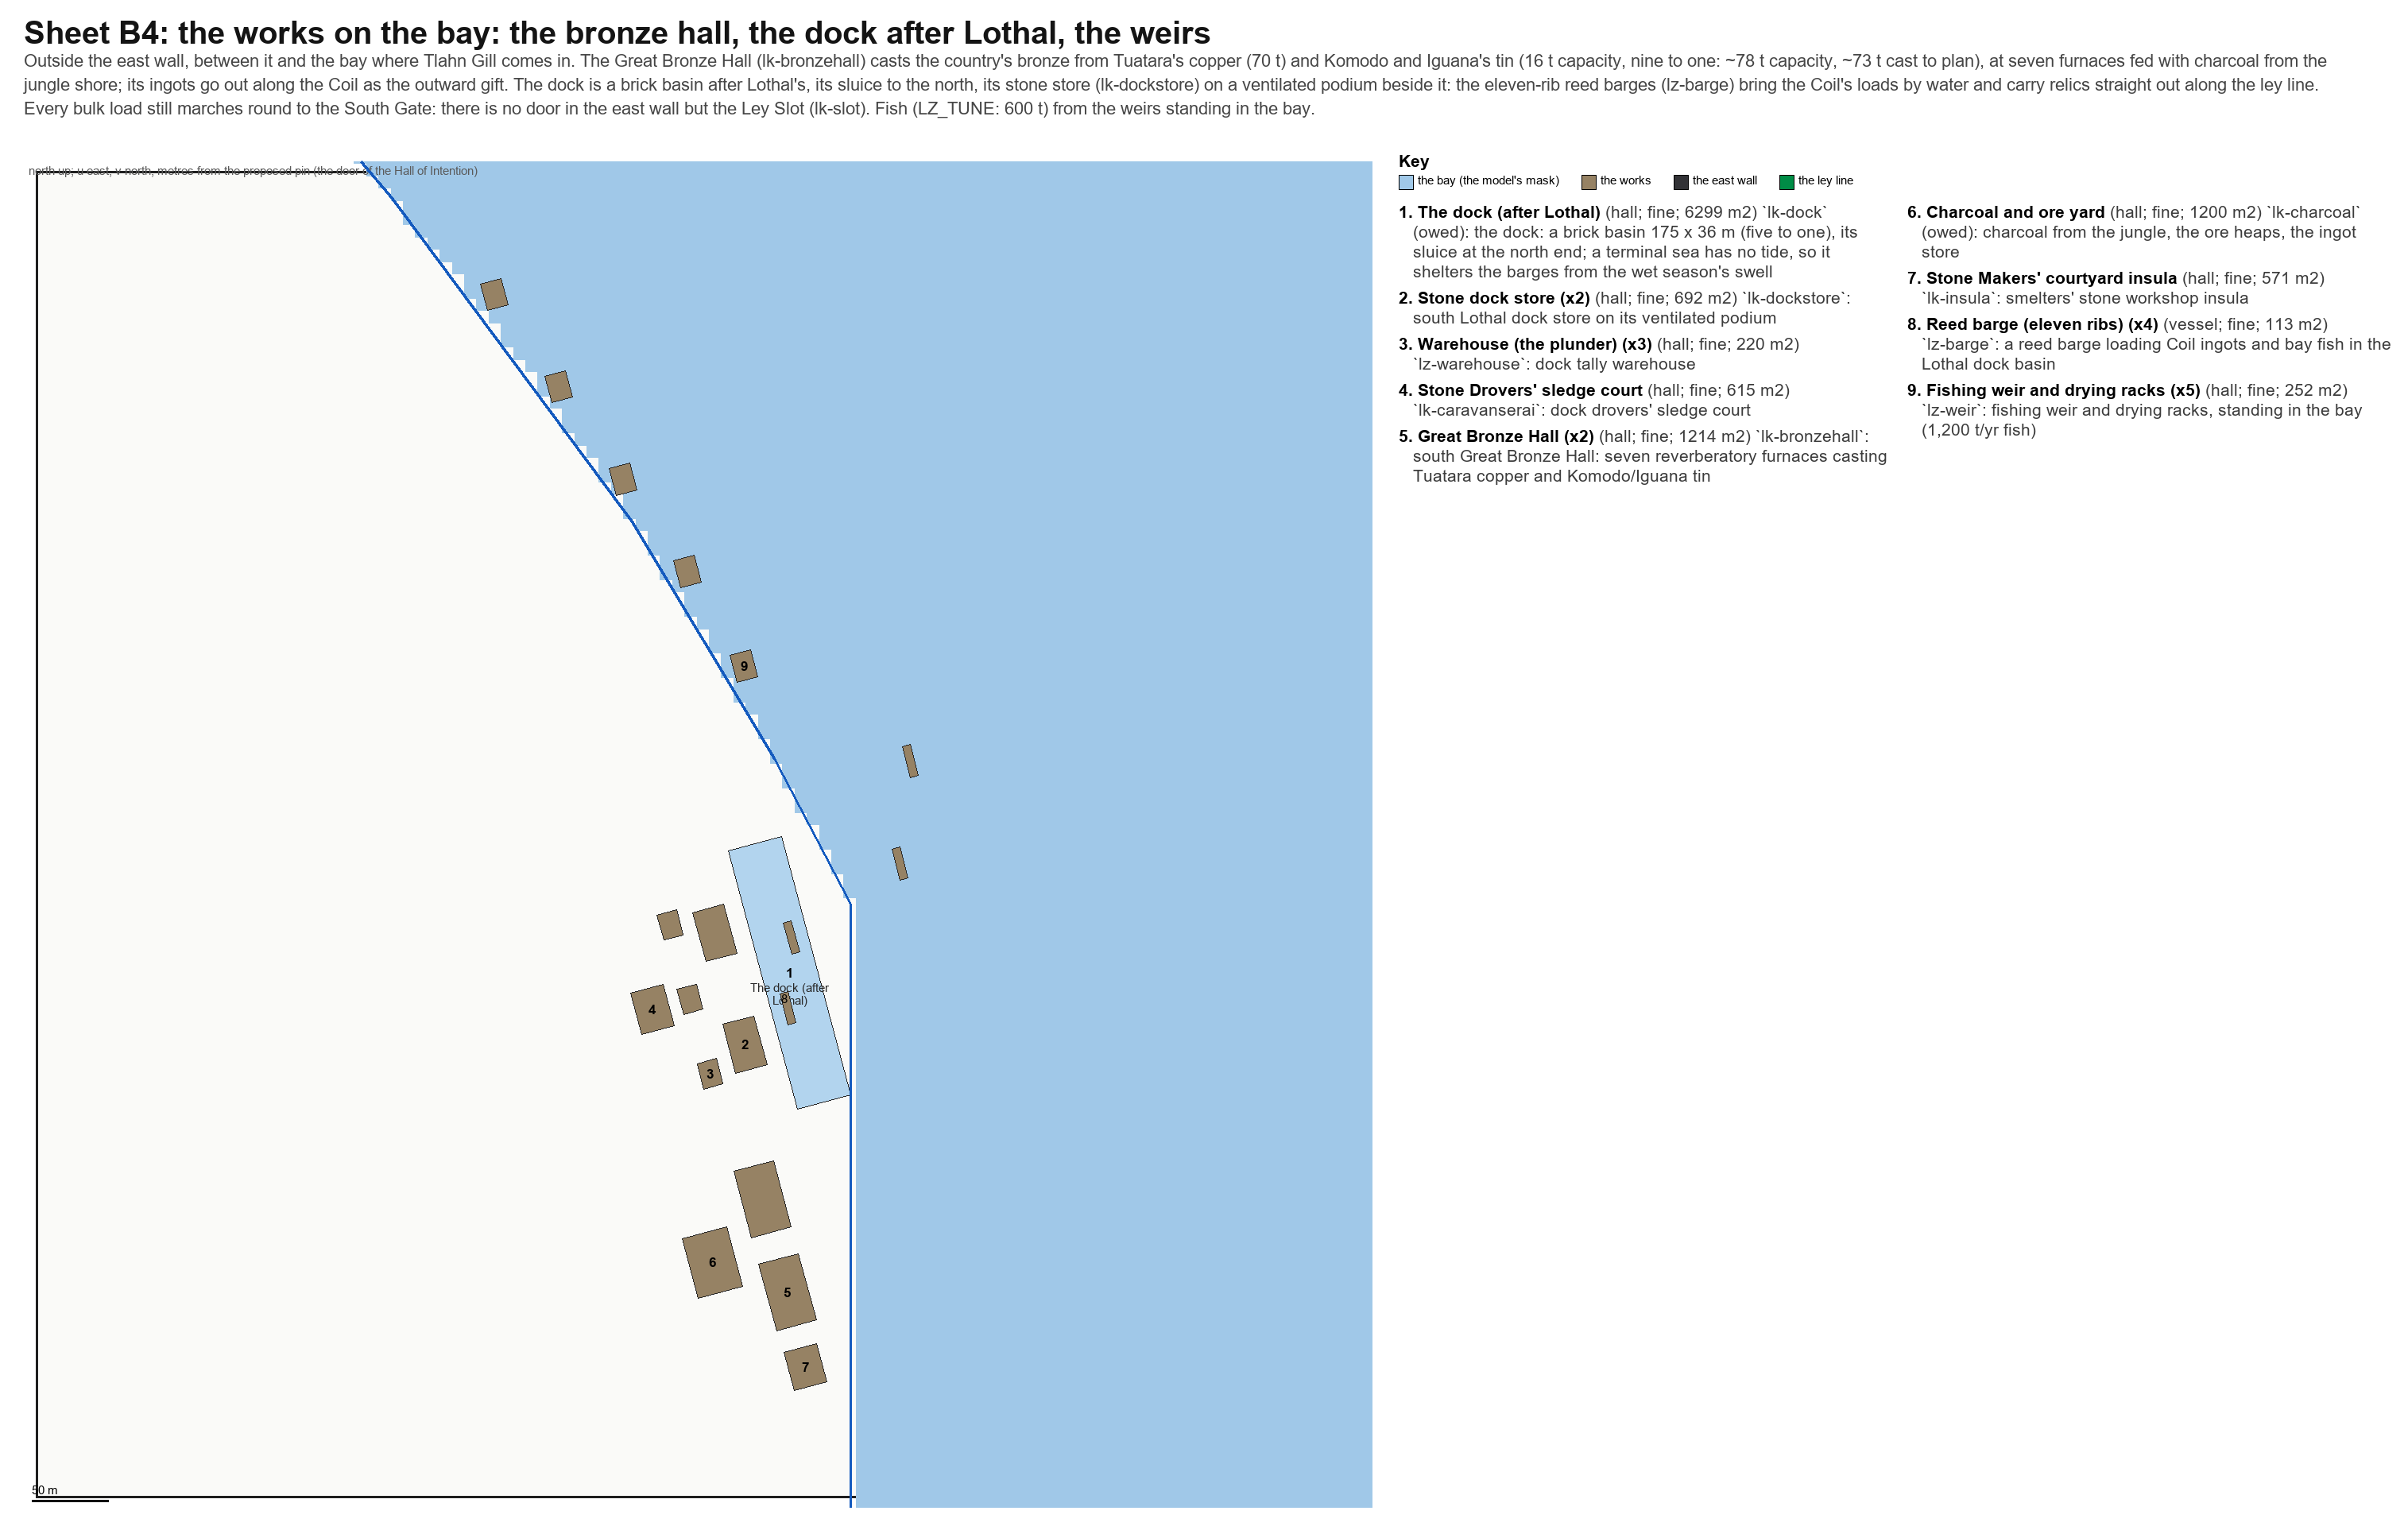 Sheet B4: the works on the bay: the bronze hall, the dock after Lothal, the weirs
Outside the east wall, between it and the bay where Tlahn Gill comes in. The Great Bronze Hall (lk-bronzehall) casts the country's bronze from Tuatara's copper (70 t) and Komodo and Iguana's tin (16 t capacity, nine to one: ~78 t capacity, ~73 t cast to plan), at seven furnaces fed with charcoal from the
jungle shore; its ingots go out along the Coil as the outward gift. The dock is a brick basin after Lothal's, its sluice to the north, its stone store (lk-dockstore) on a ventilated podium beside it: the eleven-rib reed barges (lz-barge) bring the Coil's loads by water and carry relics straight out along the ley line.
Every bulk load still marches round to the South Gate: there is no door in the east wall but the Ley Slot (lk-slot). Fish (LZ_TUNE: 600 t) from the weirs standing in the bay.
north up; u east, v north, metres from the proposed pin (the door of the Hall of Intention)
9
1
The dock (after
Lothal)
8
4
2
3
6
5
7
50 m
Key
the bay (the model's mask)
the works
the east wall
the ley line
1. The dock (after Lothal) (hall; fine; 6299 m2) `lk-dock`
(owed): the dock: a brick basin 175 x 36 m (five to one), its
sluice at the north end; a terminal sea has no tide, so it
shelters the barges from the wet season's swell
2. Stone dock store (x2) (hall; fine; 692 m2) `lk-dockstore`:
south Lothal dock store on its ventilated podium
3. Warehouse (the plunder) (x3) (hall; fine; 220 m2)
`lz-warehouse`: dock tally warehouse
4. Stone Drovers' sledge court (hall; fine; 615 m2)
`lk-caravanserai`: dock drovers' sledge court
5. Great Bronze Hall (x2) (hall; fine; 1214 m2) `lk-bronzehall`:
south Great Bronze Hall: seven reverberatory furnaces casting
Tuatara copper and Komodo/Iguana tin
6. Charcoal and ore yard (hall; fine; 1200 m2) `lk-charcoal`
(owed): charcoal from the jungle, the ore heaps, the ingot
store
7. Stone Makers' courtyard insula (hall; fine; 571 m2)
`lk-insula`: smelters' stone workshop insula
8. Reed barge (eleven ribs) (x4) (vessel; fine; 113 m2)
`lz-barge`: a reed barge loading Coil ingots and bay fish in the
Lothal dock basin
9. Fishing weir and drying racks (x5) (hall; fine; 252 m2)
`lz-weir`: fishing weir and drying racks, standing in the bay
(1,200 t/yr fish)